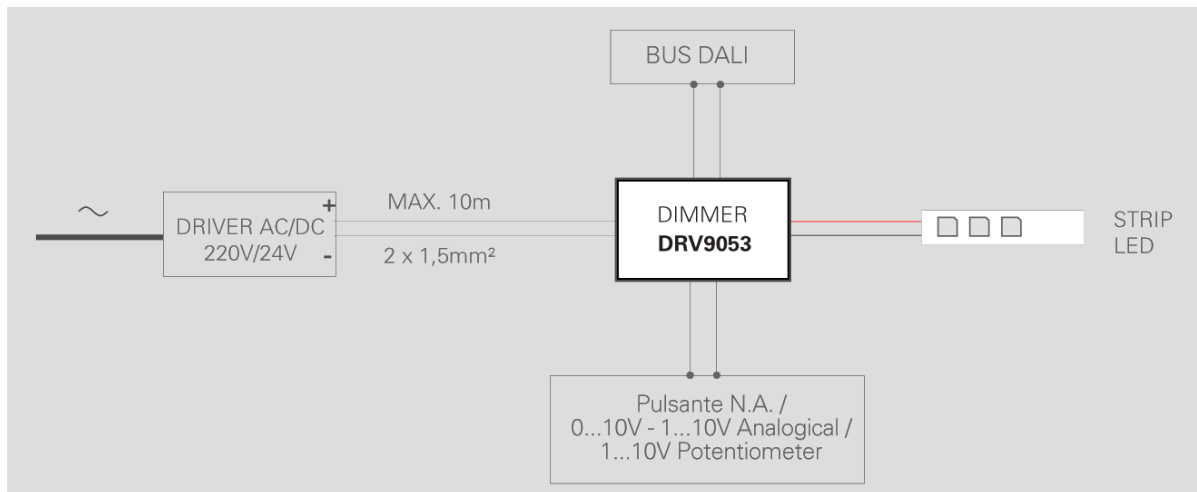 BUS DALI
~
DRIVER AC/DC
220V/24V
+
-
MAX. 10m
2 x 1,5mm²
DIMMER
DRV9053
STRIP
LED
Pulsante N.A. /
0...10V - 1...10V Analogical /
1...10V Potentiometer